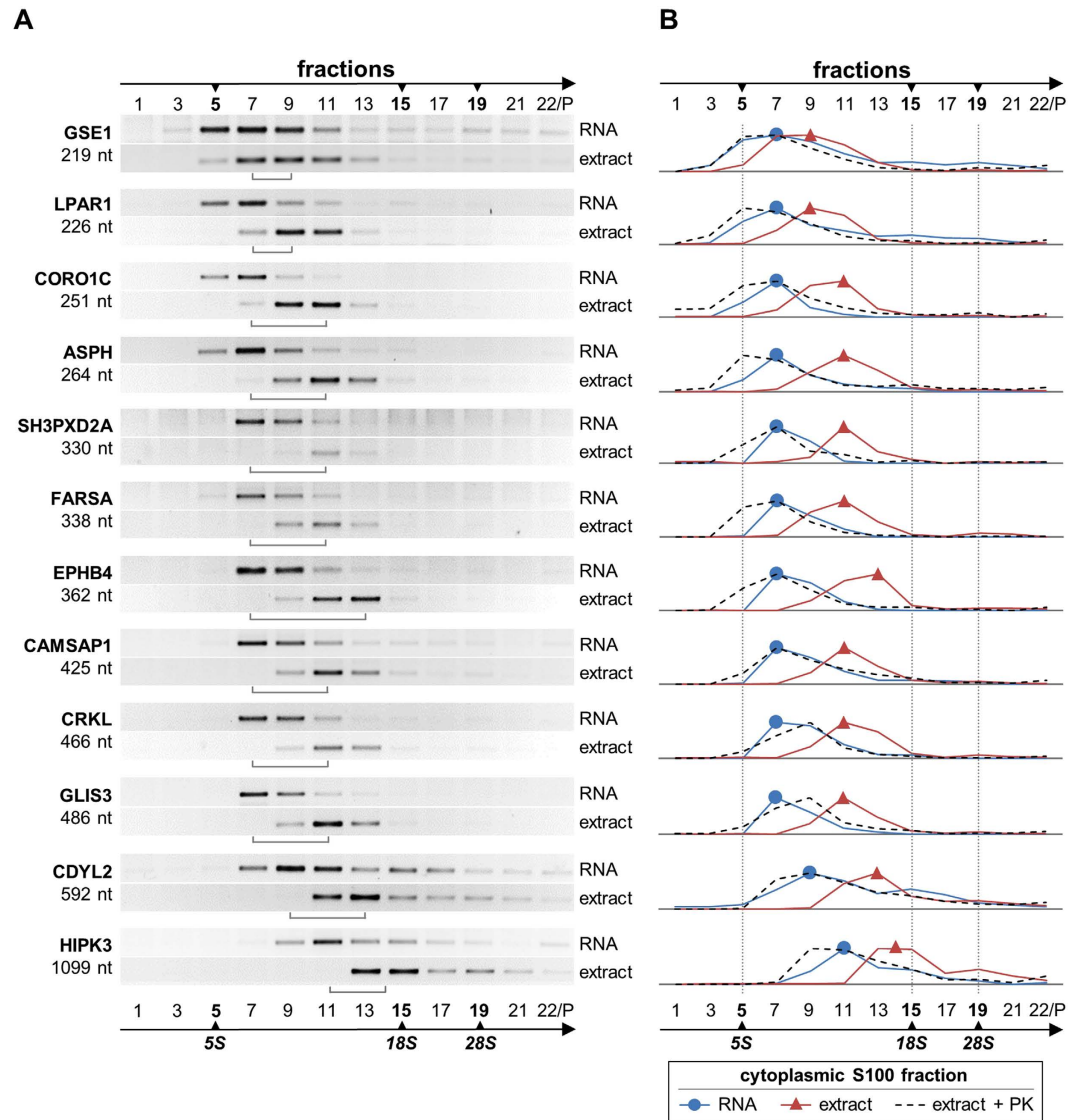 A
B
fractions
fractions
1 3 5 7 9 11 13 15 17 19 21 22/P
1 3 5 7 9 11 13 15 17 19 21 22/P
GSE1
219 nt
RNA
extract
LPAR1
226 nt
RNA
extract
CORO1C
251 nt
RNA
extract
ASPH
264 nt
RNA
extract
SH3PXD2A
330 nt
RNA
extract
FARSA
338 nt
RNA
extract
EPHB4
362 nt
RNA
extract
CAMSAP1
425 nt
RNA
extract
CRKL
466 nt
RNA
extract
GLIS3
486 nt
RNA
extract
CDYL2
592 nt
RNA
extract
HIPK3
1099 nt
RNA
extract
1 3 5 7 9 11 13 15 17 19 21 22/P
1 3 5 7 9 11 13 15 17 19 21 22/P
5S 18S 28S
5S 18S 28S
cytoplasmic S100 fraction
RNA extract extract + PK